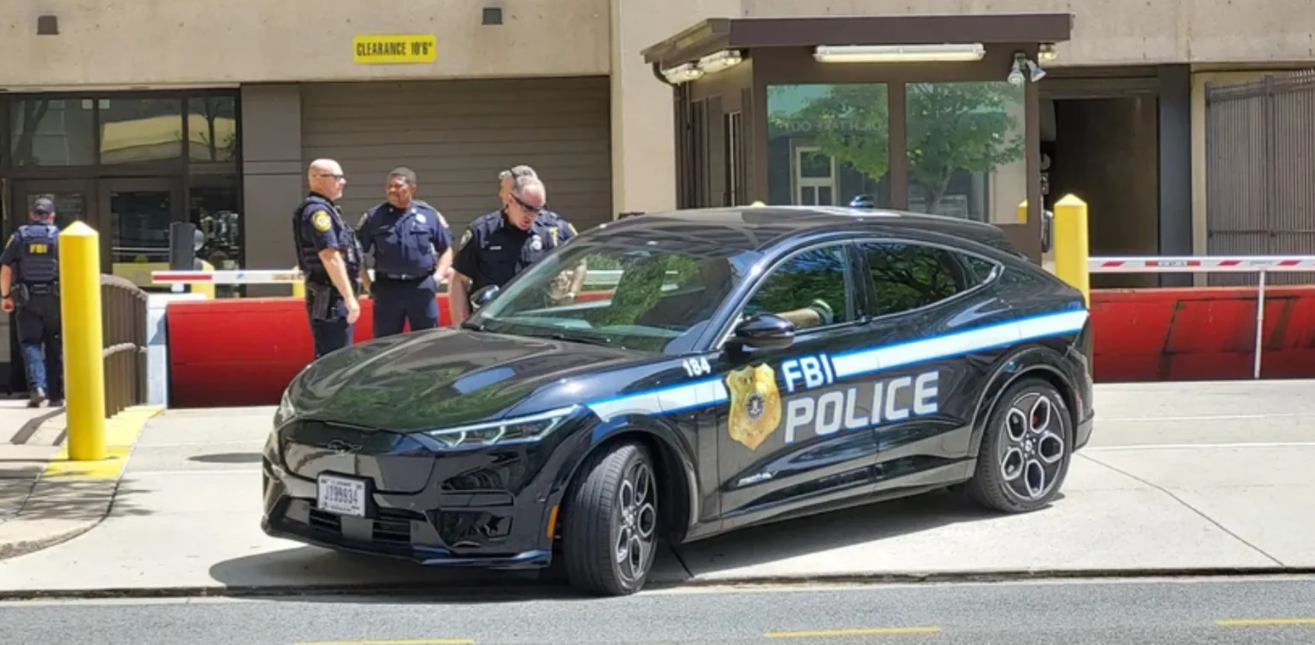 CLEARANCE 10'6"
FBI
184
FBI
POLICE